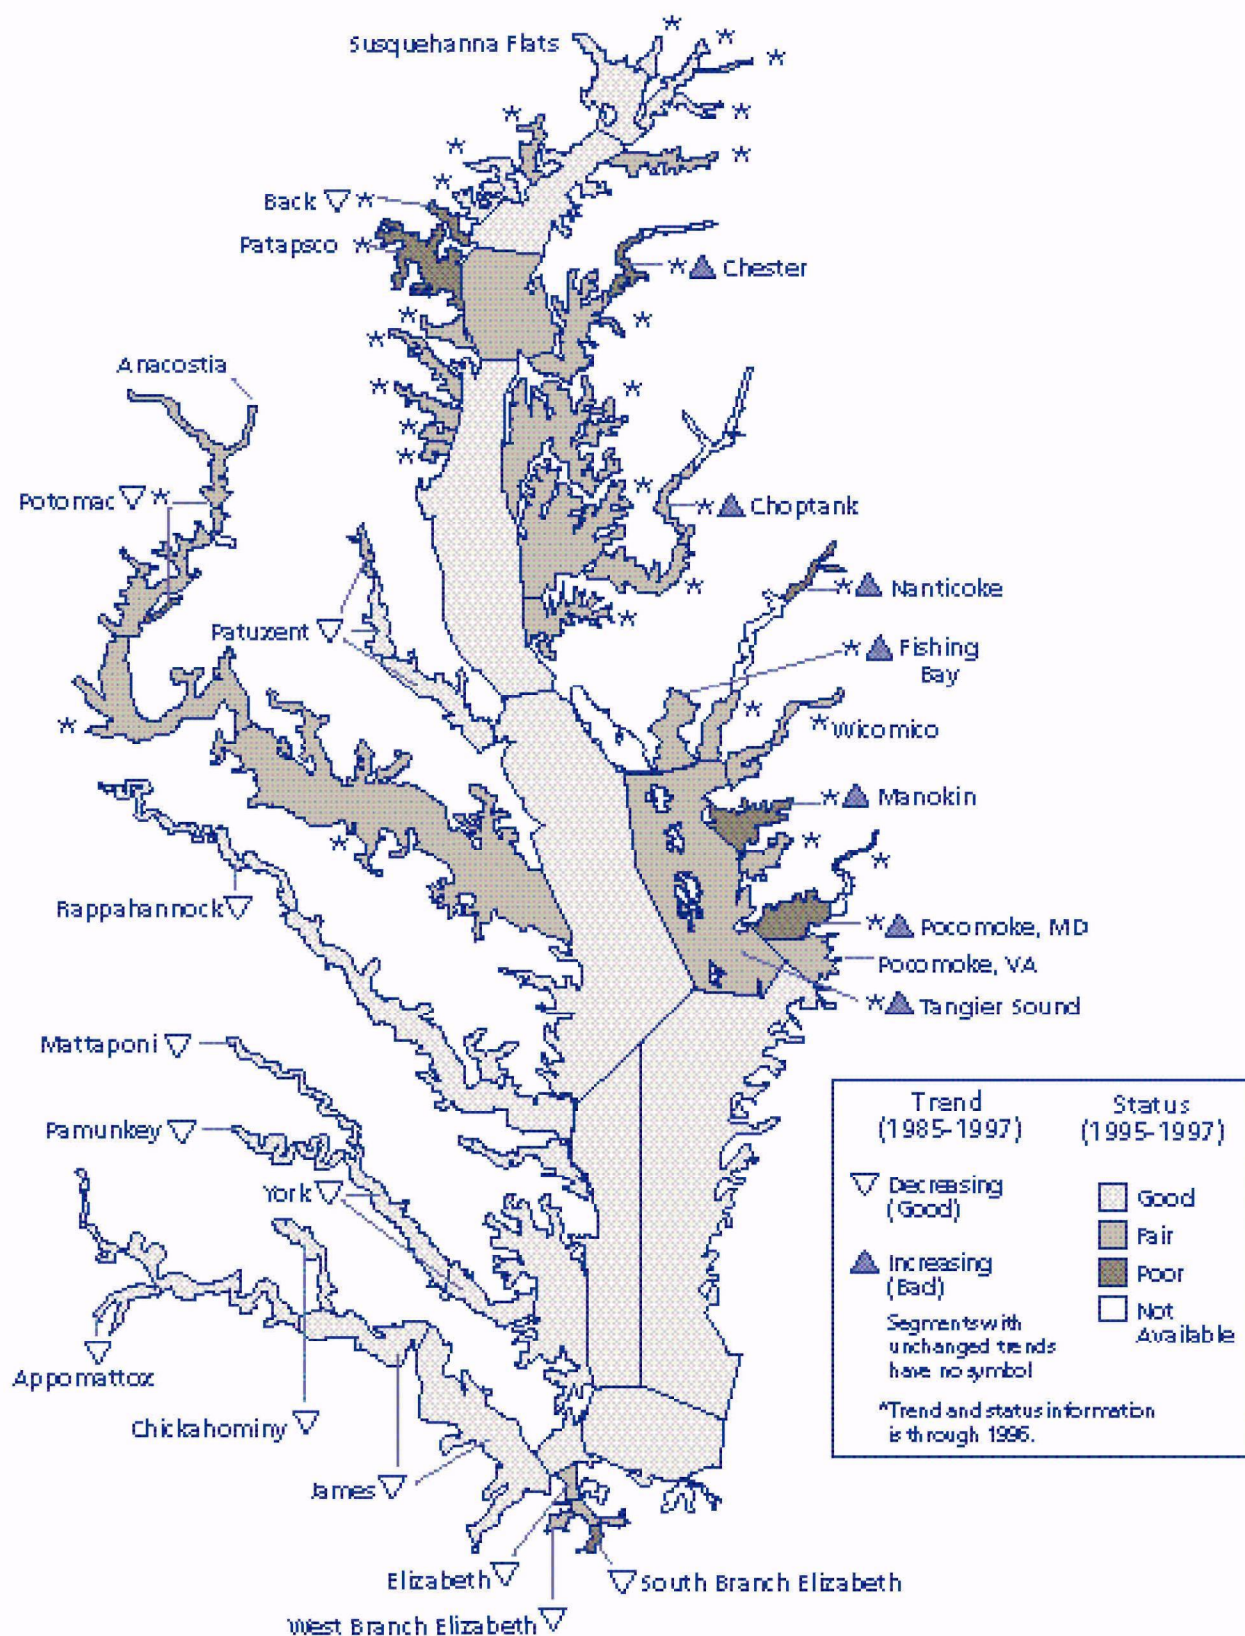 Susquehanna Flats
*
*
*
*
*
*
*
*
Back ▽ *
Patapsco *
* ▲ Chester
*
*
*
Anacostia
*
*
*
*
Potomac ▽ *
*
* ▲ Choptank
*
* ▲ Nanticoke
*
Patuxent ▽
* ▲ Fishing
Bay
*
*
* Wicomico
* ▲ Manokin
*
*
*
Rappahannock ▽
* ▲ Pocomoke, MD
Pocomoke, VA
* ▲ Tangier Sound
Mattaponi ▽
Pamunkey ▽
York ▽
Appomattox ▽
Chickahominy ▽
James ▽
Elizabeth ▽
▽ South Branch Elizabeth
West Branch Elizabeth ▽
Trend
(1985-1997)
▽ Decreasing
(Good)
▲ Increasing
(Bad)
Segments with
unchanged trends
have no symbol
*Trend and status information
is through 1996.
Status
(1995-1997)
Good
Fair
Poor
Not
Available